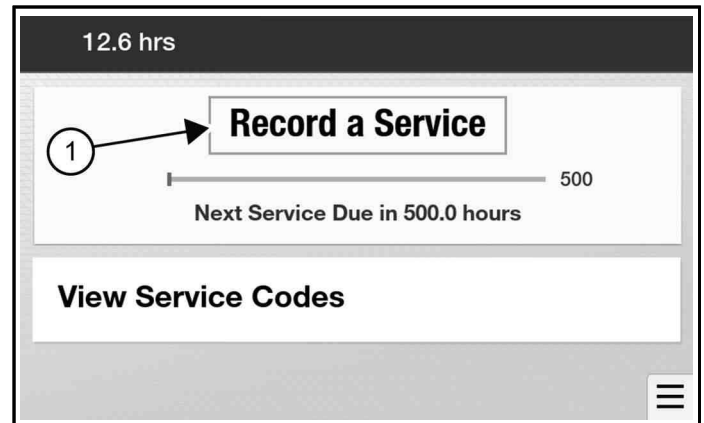 12.6 hrs
Record a Service
1
500
Next Service Due in 500.0 hours
View Service Codes